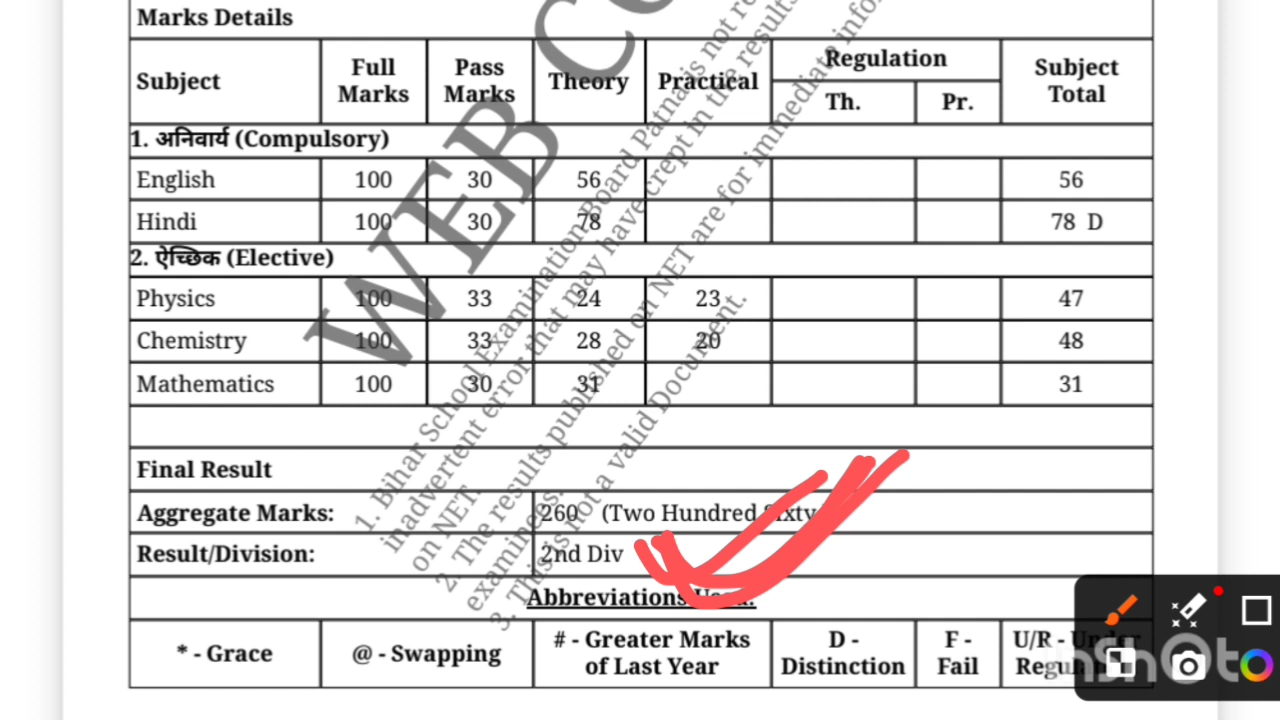 Marks Details
Subject Full Marks Pass Marks Theory Practical Regulation Th. Pr. Subject Total
1. अनिवार्य (Compulsory)
English 100 30 56 56
Hindi 100 30 78 78 D
2. ऐच्छिक (Elective)
Physics 100 33 24 23 47
Chemistry 100 33 28 20 48
Mathematics 100 30 31 31
Final Result
Aggregate Marks: 260 (Two Hundred Sixty
Result/Division: 2nd Div
Abbreviations Used:
* - Grace @ - Swapping # - Greater Marks of Last Year D - Distinction F - Fail U/R - Under
WEB
1. Bihar School Examination Board Patna is not re
inadvertent error that may have crept in the results
on NET.
2. The results published on NET are for immediate info
examinees.
3. This is not a valid Document.